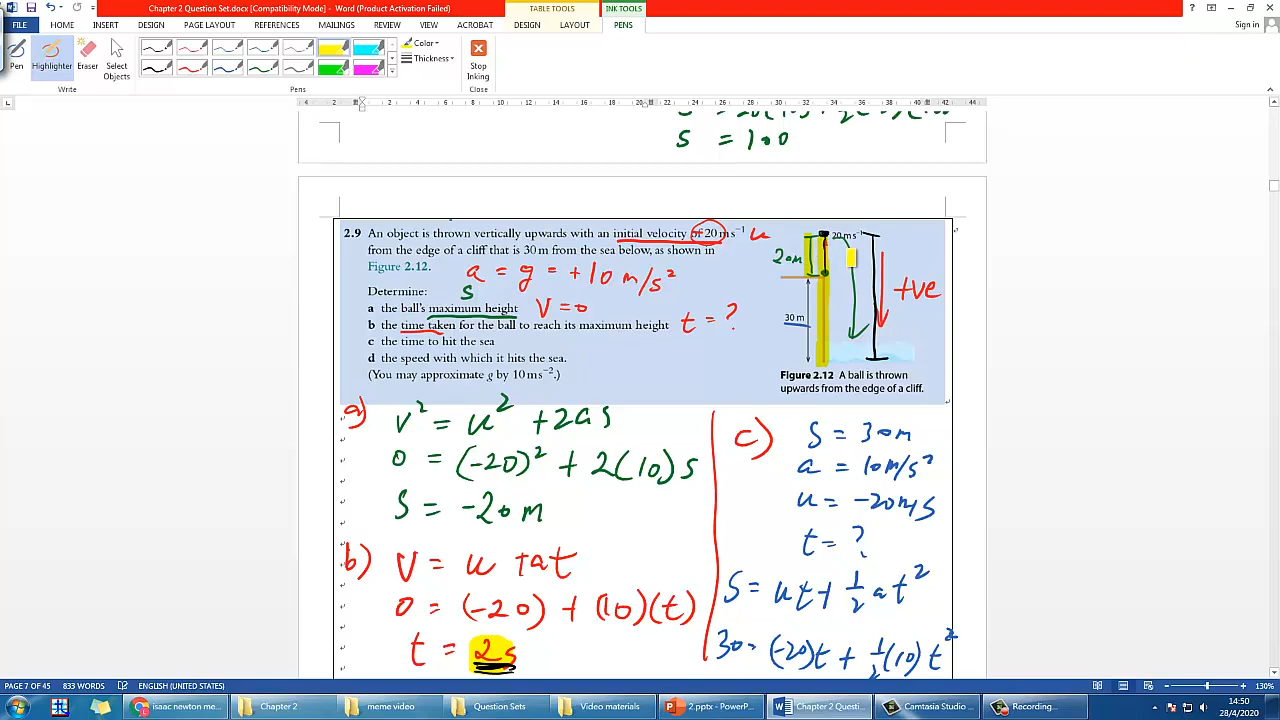 Chapter 2 Question Set.docx [Compatibility Mode] - Word (Product Activation Failed)
TABLE TOOLS
INK TOOLS
FILE HOME INSERT DESIGN PAGE LAYOUT REFERENCES MAILINGS REVIEW VIEW ACROBAT DESIGN LAYOUT PENS Sign in
Pen
Highlighter
Eraser
Select Objects
Color
Thickness
Stop Inking
Write
Pens
Close
S = 100
2.9 An object is thrown vertically upwards with an initial velocity of 20 m s⁻¹ u
from the edge of a cliff that is 30 m from the sea below, as shown in
Figure 2.12.
a = g = +10 m/s²
Determine:
S
a the ball's maximum height V = 0
b the time taken for the ball to reach its maximum height t = ?
c the time to hit the sea
d the speed with which it hits the sea.
(You may approximate g by 10 m s⁻².)
20 m s⁻¹
20m
+ve
30 m
Figure 2.12 A ball is thrown
upwards from the edge of a cliff.
a) v² = u² + 2as
0 = (-20)² + 2(10)s
S = -20m
b) V = u + at
0 = (-20) + (10)(t)
t = 2s
c) S = 30m
a = 10m/s²
u = -20m/s
t = ?
S = ut + ½at²
30 = (-20)t + ½(10)t²
PAGE 7 OF 45 833 WORDS ENGLISH (UNITED STATES) 130%
isaac newton me...
Chapter 2
meme video
Question Sets
Video materials
2.pptx - PowerP...
Chapter 2 Questi...
Camtasia Studio ...
Recording...
14:50
28/4/2020